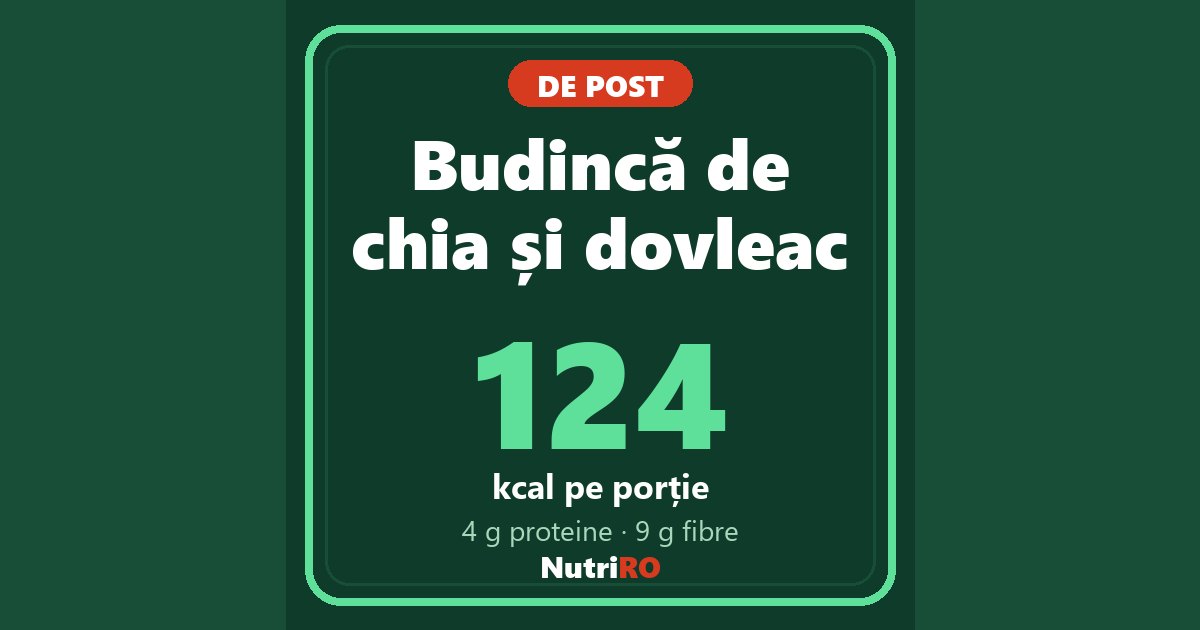 DE POST
Budincă de
chia și dovleac
124
kcal pe porție
4 g proteine · 9 g fibre
NutriRO